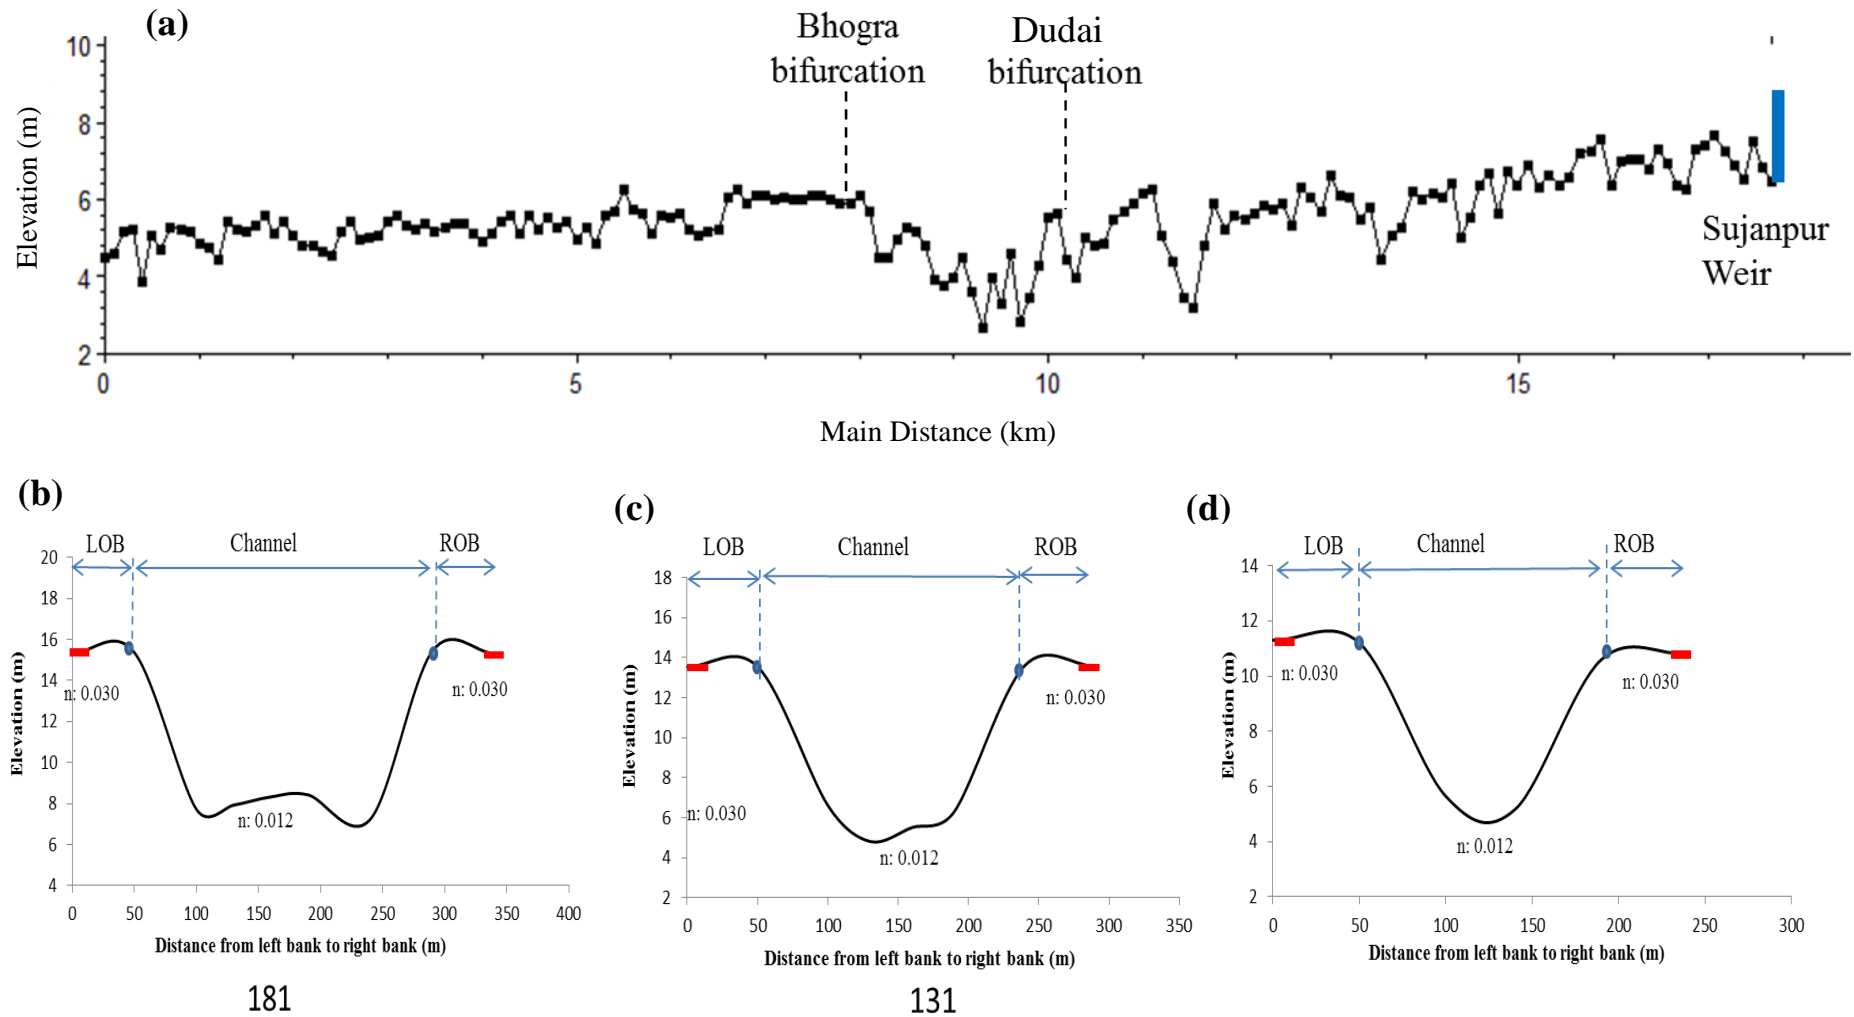 (a)
Bhogra
bifurcation
Dudai
bifurcation
Elevation (m)
10
8
6
4
2
0
5
10
15
Sujanpur
Weir
Main Distance (km)
(b)
LOB
Channel
ROB
Elevation (m)
20
18
16
14
12
10
8
6
4
n: 0.030
n: 0.030
n: 0.012
0
50
100
150
200
250
300
350
400
Distance from left bank to right bank (m)
181
(c)
LOB
Channel
ROB
Elevation (m)
18
16
14
12
10
8
6
4
2
n: 0.030
n: 0.030
n: 0.012
0
50
100
150
200
250
300
350
Distance from left bank to right bank (m)
131
(d)
LOB
Channel
ROB
Elevation (m)
14
12
10
8
6
4
2
n: 0.030
n: 0.030
n: 0.012
0
50
100
150
200
250
300
Distance from left bank to right bank (m)